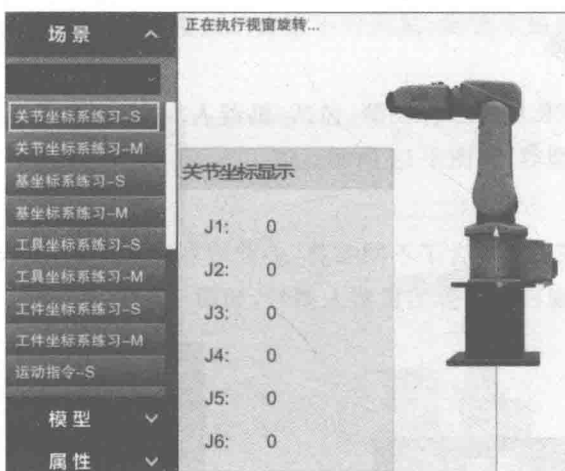 场景
关节坐标系练习-S
关节坐标系练习-M
基坐标系练习-S
基坐标系练习-M
工具坐标系练习-S
工具坐标系练习-M
工件坐标系练习-S
工件坐标系练习-M
运动指令-S
模型
属性
正在执行视窗旋转...
关节坐标显示
J1: 0
J2: 0
J3: 0
J4: 0
J5: 0
J6: 0